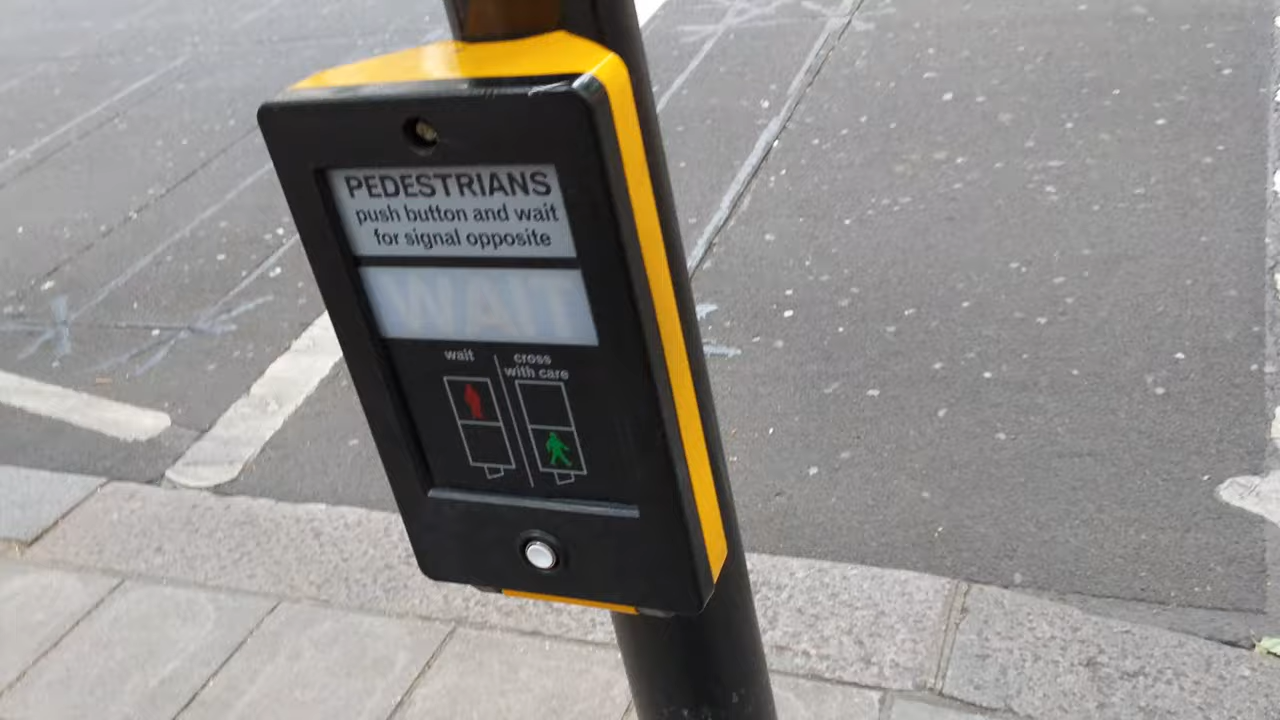 PEDESTRIANS
push button and wait
for signal opposite
WAIT
wait
cross
with care